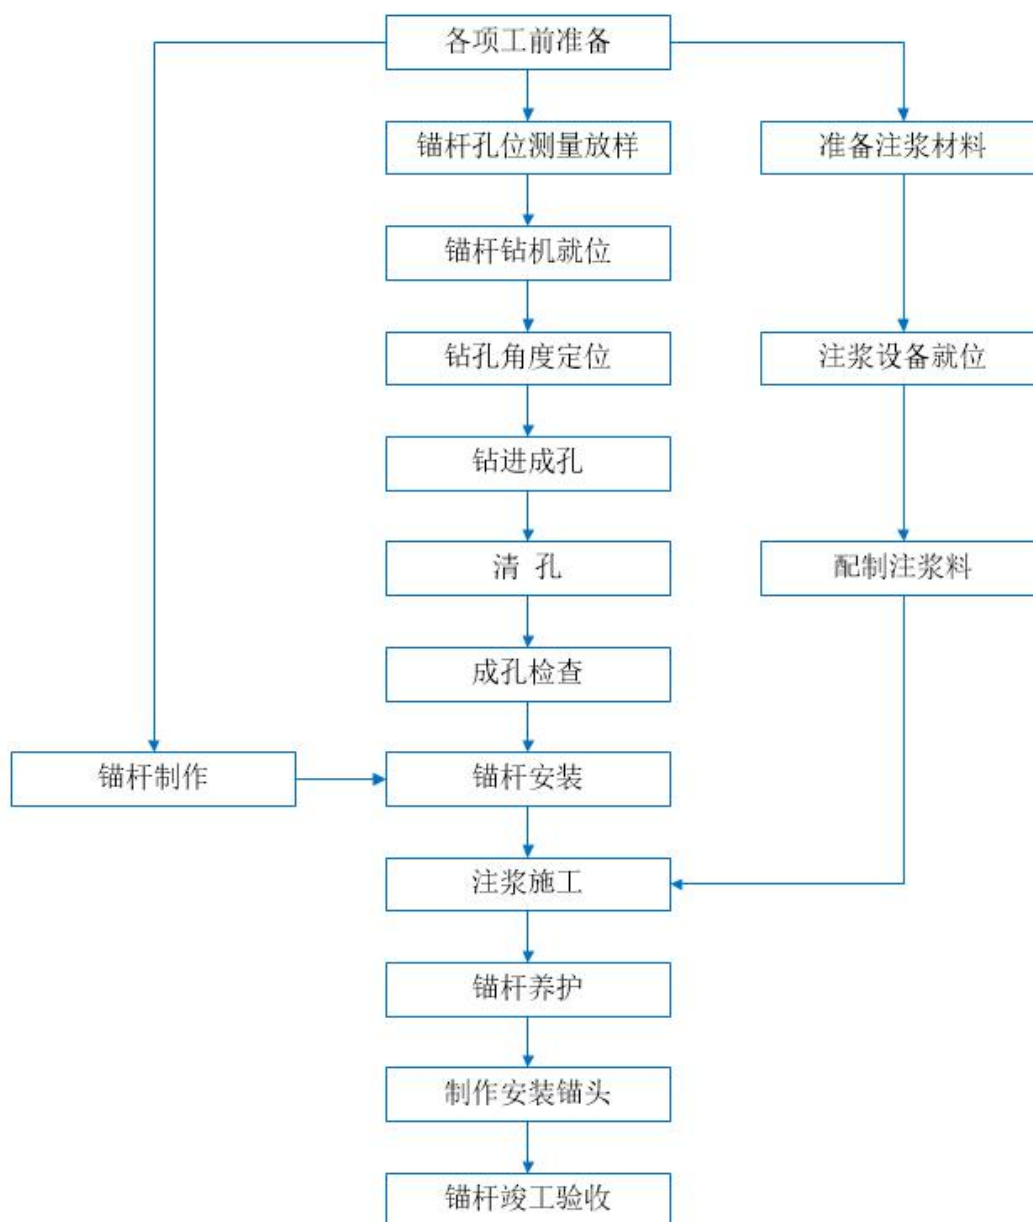 各项工前准备
锚杆孔位测量放样
准备注浆材料
锚杆钻机就位
钻孔角度定位
注浆设备就位
钻进成孔
清 孔
配制注浆料
成孔检查
锚杆制作
锚杆安装
注浆施工
锚杆养护
制作安装锚头
锚杆竣工验收